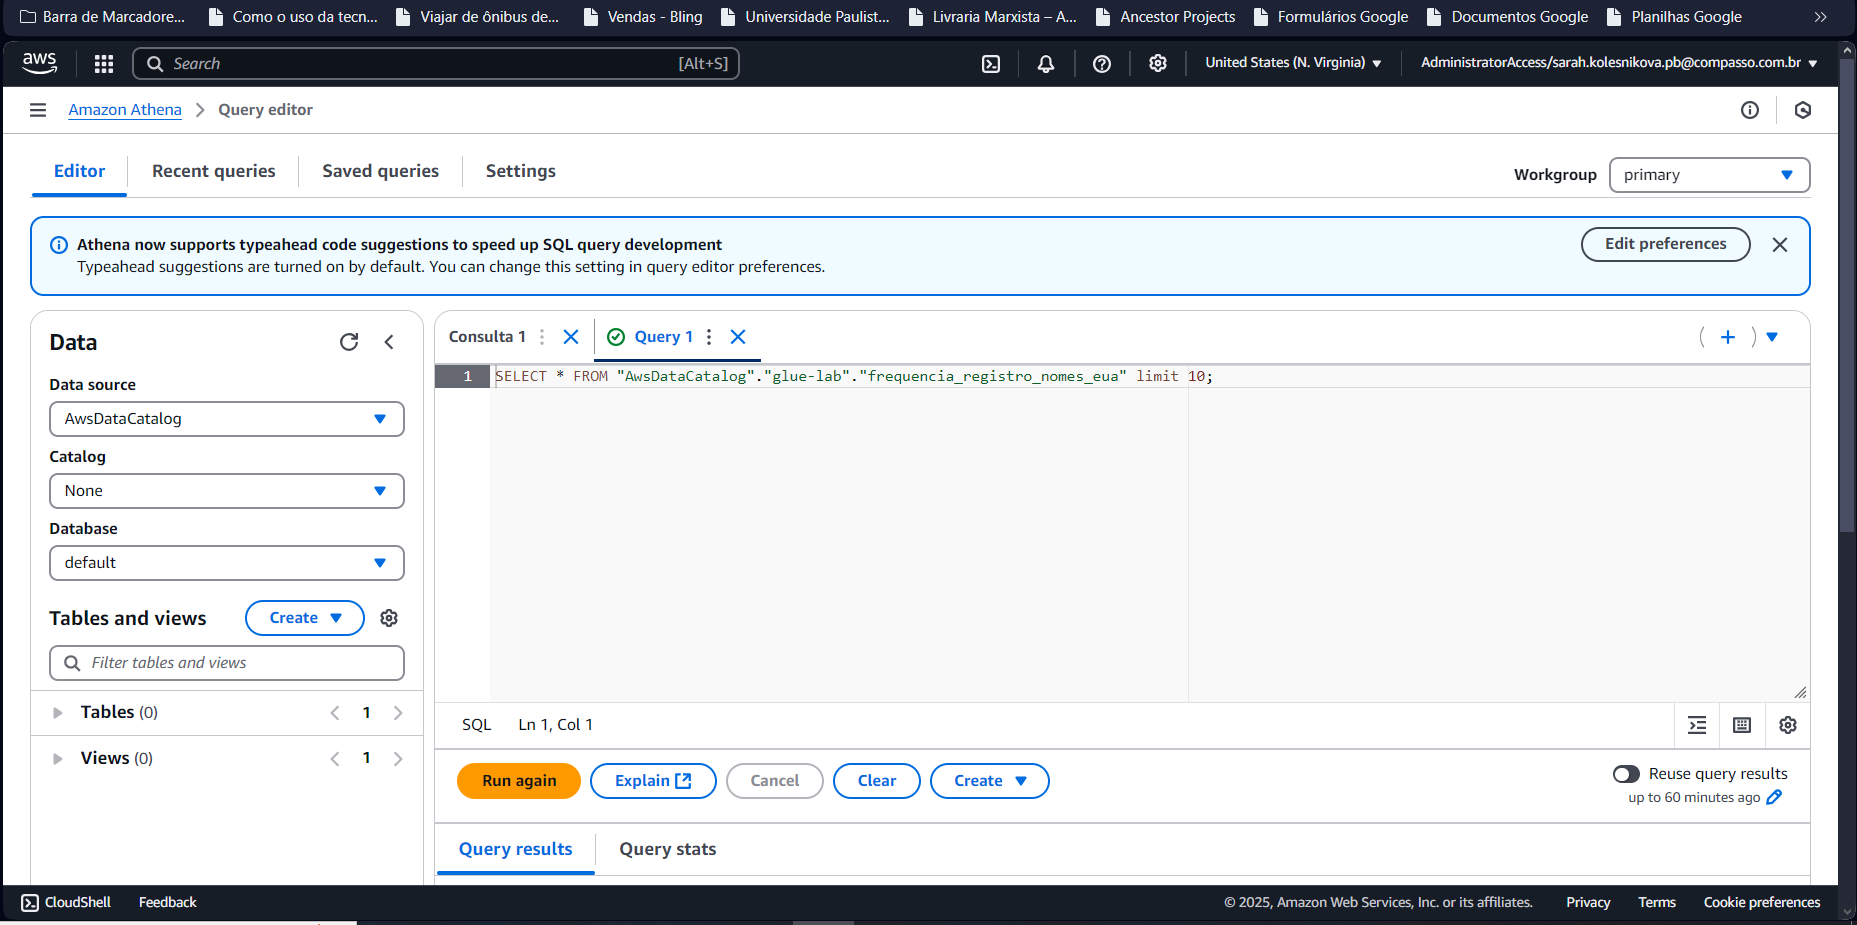 Barra de Marcadore... Como o uso da tecn... Viajar de ônibus de... Vendas - Bling Universidade Paulist... Livraria Marxista – A... Ancestor Projects Formulários Google Documentos Google Planilhas Google
aws Search [Alt+S] United States (N. Virginia) AdministratorAccess/sarah.kolesnikova.pb@compasso.com.br
Amazon Athena Query editor
Editor Recent queries Saved queries Settings Workgroup primary
Athena now supports typeahead code suggestions to speed up SQL query development
Typeahead suggestions are turned on by default. You can change this setting in query editor preferences.
Edit preferences
Data
Data source
AwsDataCatalog
Catalog
None
Database
default
Tables and views Create
Filter tables and views
Tables (0) 1
Views (0) 1
Consulta 1 Query 1
1 SELECT * FROM "AwsDataCatalog"."glue-lab"."frequencia_registro_nomes_eua" limit 10;
SQL Ln 1, Col 1
Run again Explain Cancel Clear Create Reuse query results
up to 60 minutes ago
Query results Query stats
CloudShell Feedback © 2025, Amazon Web Services, Inc. or its affiliates. Privacy Terms Cookie preferences